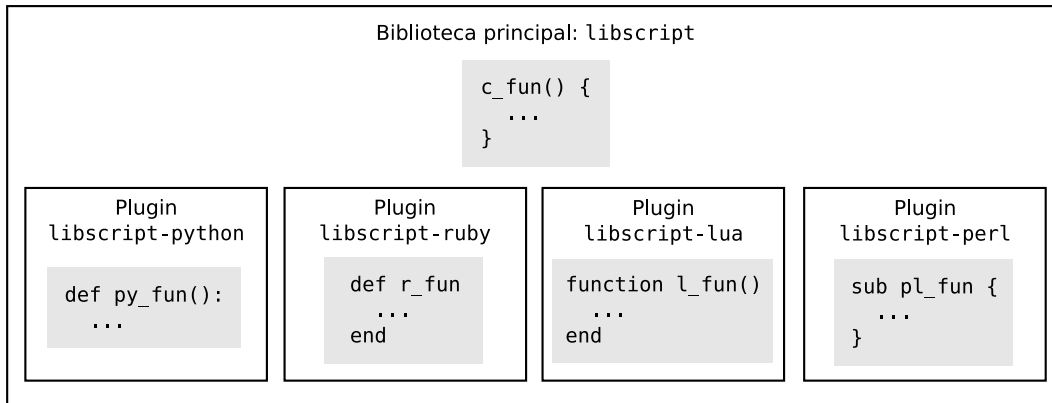 Biblioteca principal: libscript
c_fun() {
...
}
Plugin
libscript-python
def py_fun():
...
Plugin
libscript-ruby
def r_fun
...
end
Plugin
libscript-lua
function l_fun()
...
end
Plugin
libscript-perl
sub pl_fun {
...
}